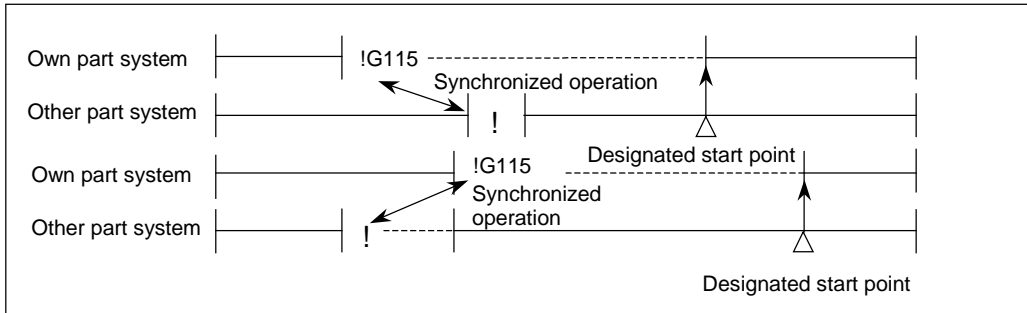 Own part system
!G115
Synchronized operation
Other part system
!
Designated start point
Own part system
!G115
Synchronized
operation
Other part system
!
Designated start point